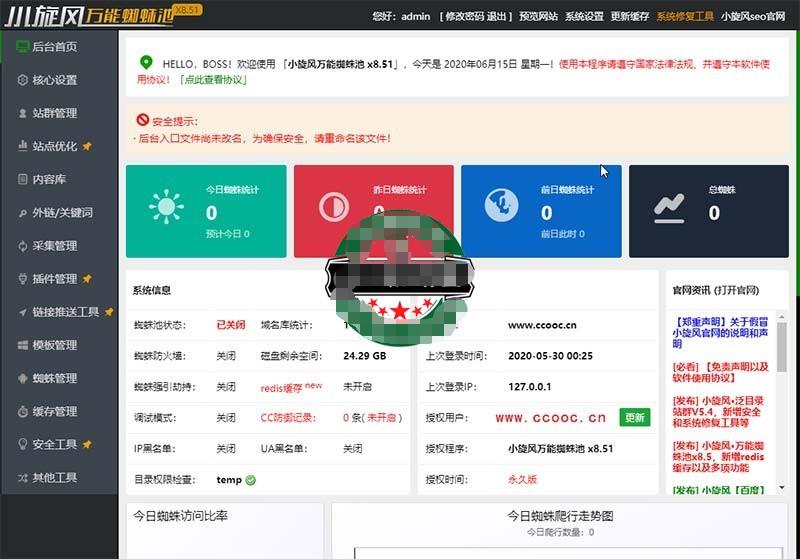 小旋风万能蜘蛛池 X8.51
您好：admin [ 修改密码 退出 ] 预览网站 系统设置 更新缓存 系统修复工具 小旋风seo官网
后台首页
核心设置
站群管理
站点优化
内容库
外链/关键词
采集管理
插件管理
链接推送工具
模板管理
蜘蛛管理
缓存管理
安全工具
其他工具
HELLO, BOSS！欢迎使用 「小旋风万能蜘蛛池 x8.51」，今天是 2020年06月15日 星期一！使用本程序请遵守国家法律法规、并遵守本软件使
用协议！「点此查看协议」
安全提示：
- 后台入口文件尚未改名，为确保安全，请重命名该文件！
今日蜘蛛统计
0
预计今日 0
昨日蜘蛛统计
0
前日蜘蛛统计
0
前日此时 0
总蜘蛛
0
系统信息
蜘蛛池状态： 已关闭 域名库统计：
www.ccooc.cn
蜘蛛防火墙： 关闭 磁盘剩余空间： 24.29 GB
上次登录时间： 2020-05-30 00:25
蜘蛛强引劫持： 关闭 redis缓存 new 未开启
上次登录IP： 127.0.0.1
调试模式： 关闭 CC防御记录： 0 条( 未开启 )
授权用户： www.ccooc.cn 更新
IP黑名单： 关闭 UA黑名单： 关闭
授权程序： 小旋风万能蜘蛛池 x8.51
目录权限检查： temp
授权时间： 永久版
官网资讯 (打开官网)
【郑重声明】关于假冒
小旋风官网的说明和声
明
[必看] 【免责声明以及
软件使用协议】
[发布] 小旋风•泛目录
站群V5.4，新增安全
和系统修复工具等
[发布] 小旋风•万能蜘
蛛池x8.5，新增redis
缓存以及多项功能
[发布] 小旋风【百度】
今日蜘蛛访问比率
今日蜘蛛爬行走势图
今日爬行数量：0